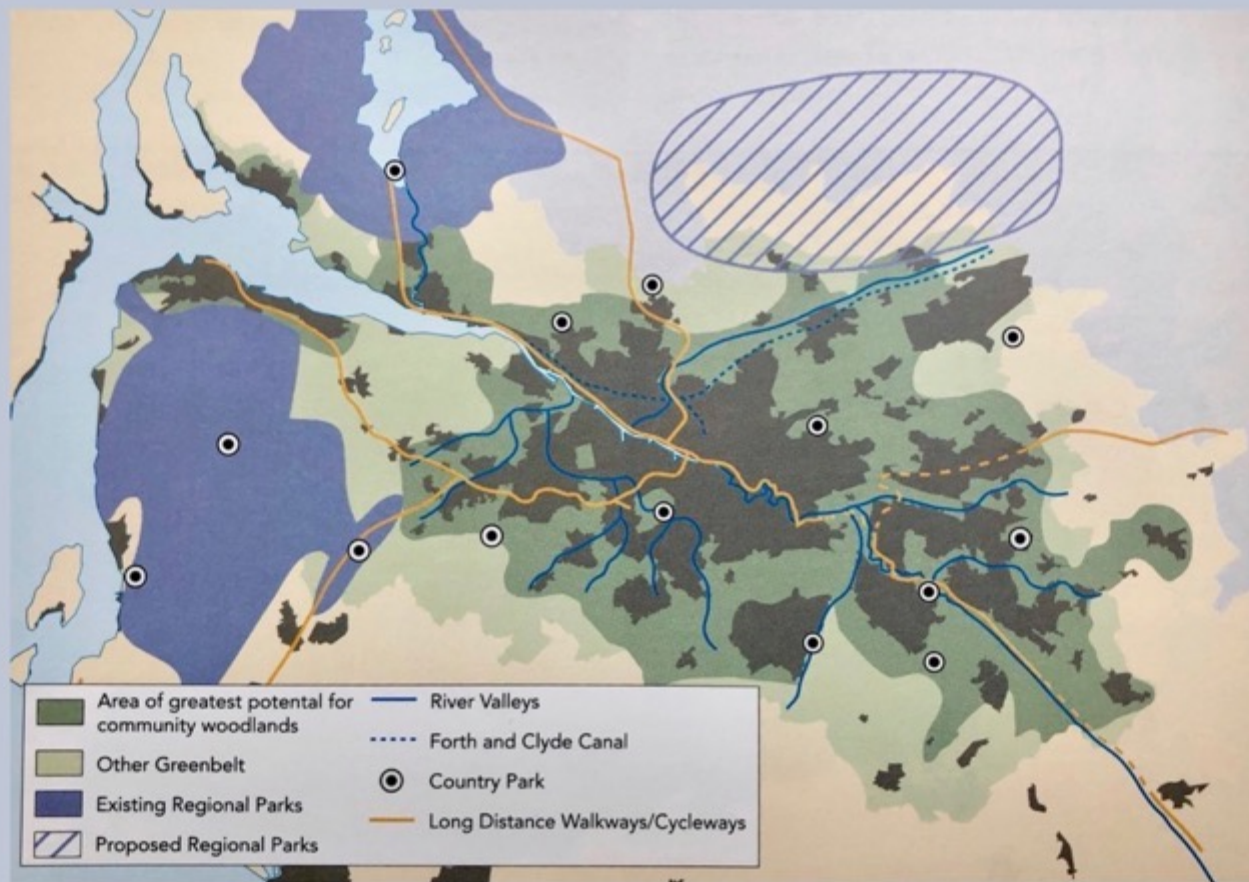 Area of greatest potental for
community woodlands
Other Greenbelt
Existing Regional Parks
Proposed Regional Parks
River Valleys
Forth and Clyde Canal
Country Park
Long Distance Walkways/Cycleways